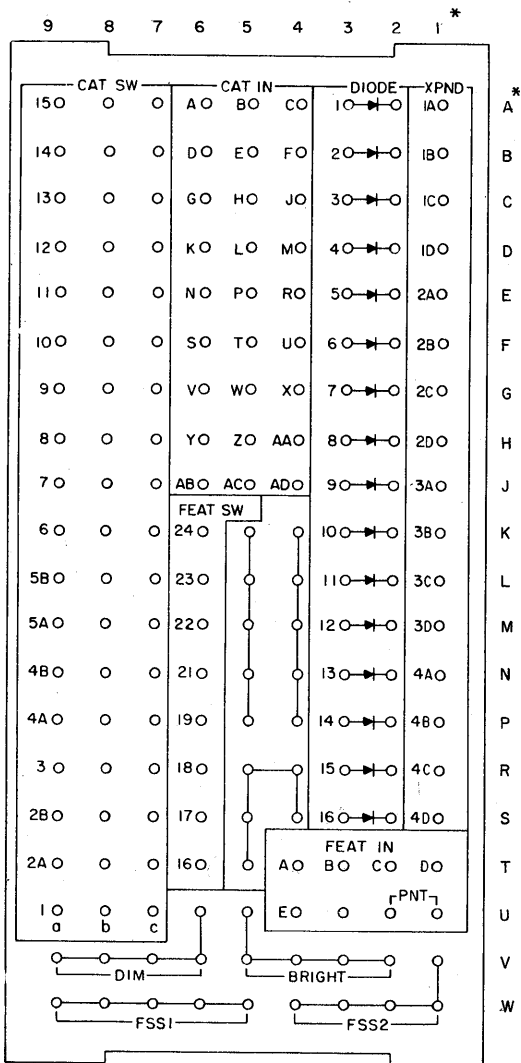 9 8 7 6 5 4 3 2 1 *
CAT SW CAT IN DIODE XPND *
15 A B C 1 1A A
14 D E F 2 1B B
13 G H J 3 1C C
12 K L M 4 1D D
11 N P R 5 2A E
10 S T U 6 2B F
9 V W X 7 2C G
8 Y Z AA 8 2D H
7 AB AC AD 9 3A J
FEAT SW
6 24 10 3B K
5B 23 11 3C L
5A 22 12 3D M
4B 21 13 4A N
4A 19 14 4B P
3 18 15 4C R
2B 17 16 4D S
FEAT IN
2A 16 A B C D T
PNT
1 E U
a b c
V
DIM BRIGHT
W
FSS1 FSS2